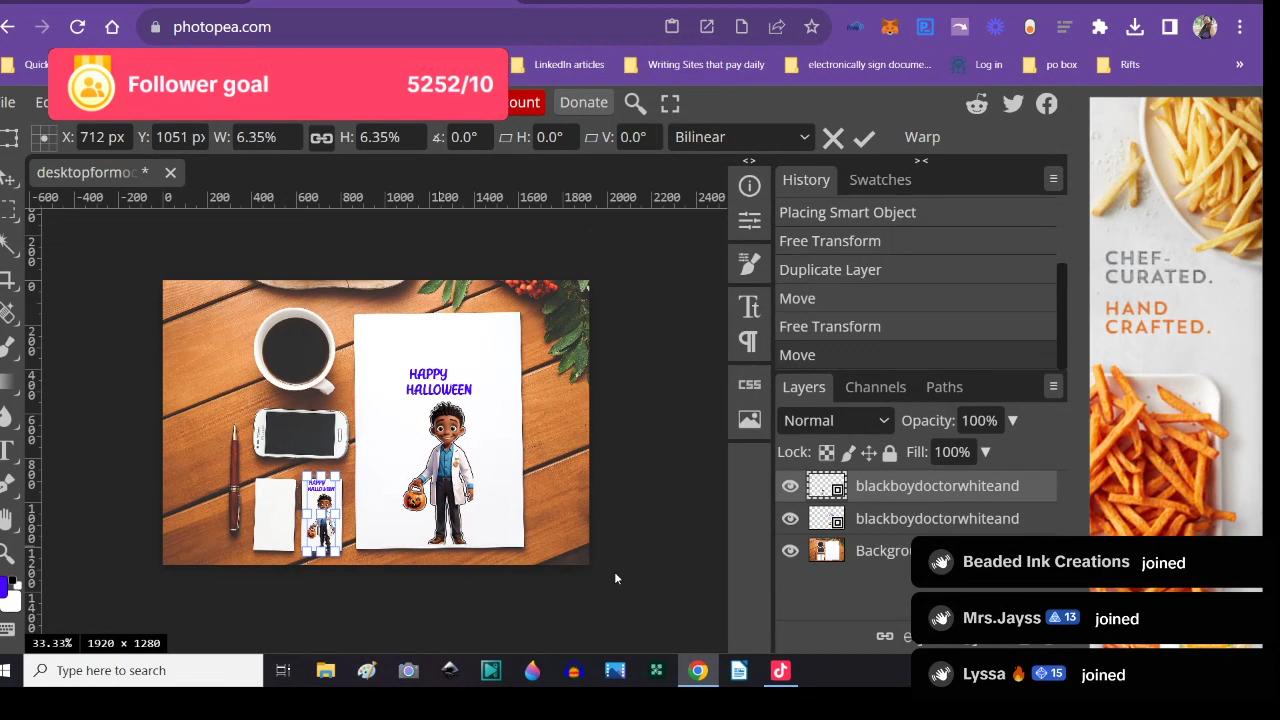 photopea.com
Quick
LinkedIn articles
Writing Sites that pay daily
electronically sign docume...
Log in
po box
Rifts
»
Follower goal
5252/10
ile
Ec
ount
Donate
X: 712 px
Y: 1051 px
W: 6.35%
H: 6.35%
∡: 0.0°
H: 0.0°
V: 0.0°
Bilinear
Warp
desktopformoc *
<>
> <
-600 -400 -200 0 200 400 600 800 1000 1200 1400 1600 1800 2000 2200 2400
History
Swatches
Placing Smart Object
Free Transform
Duplicate Layer
Move
Free Transform
Move
CSS
Layers
Channels
Paths
Normal
Opacity: 100%
Lock:
Fill: 100%
blackboydoctorwhiteand
blackboydoctorwhiteand
Backgro
HAPPY
HALLOWEEN
HAPPY
HALLOWEEN
CHEF-
CURATED.
HAND
CRAFTED.
Beaded Ink Creations joined
Mrs.Jayss 13 joined
Lyssa 🔥 15 joined
33.33%
1920 x 1280
Type here to search